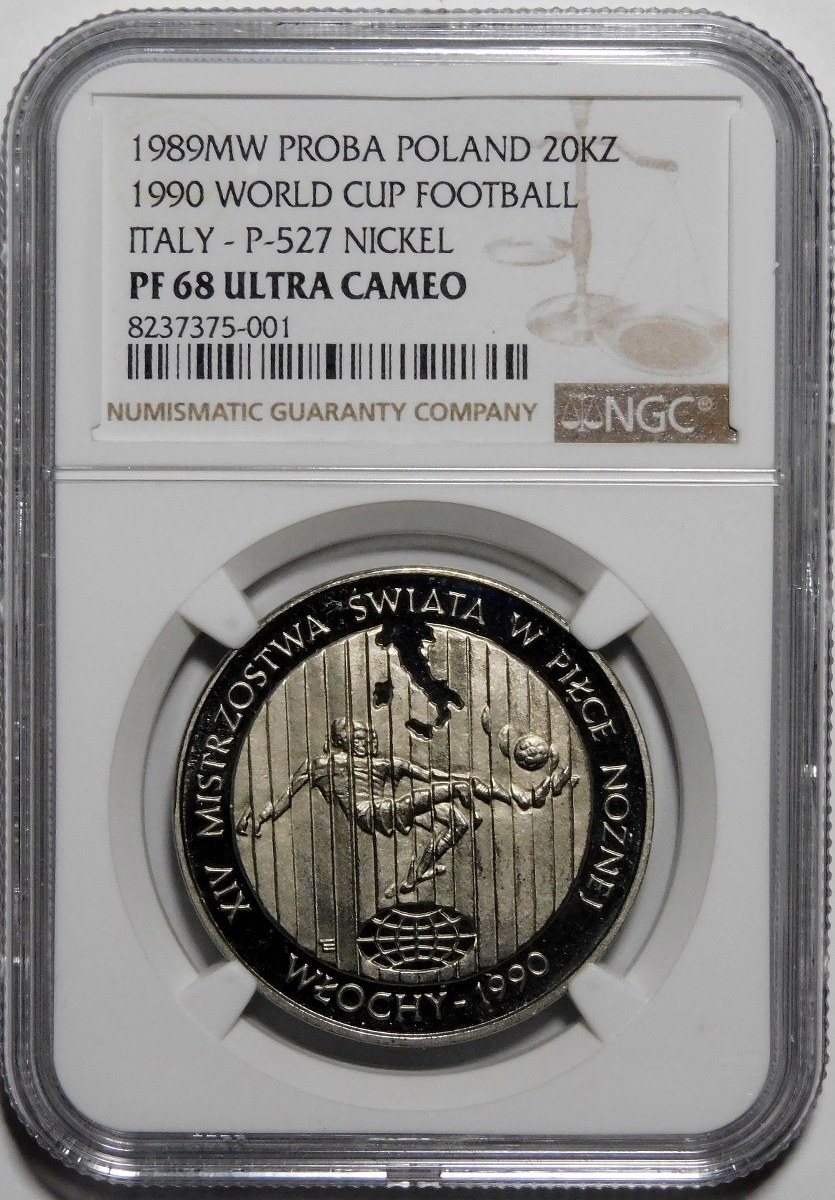 1989MW PROBA POLAND 20KZ
1990 WORLD CUP FOOTBALL
ITALY - P-527 NICKEL
PF 68 ULTRA CAMEO
8237375-001
NUMISMATIC GUARANTY COMPANY
NGC®
XIV MISTRZOSTWA ŚWIATA W PIŁCE NOŻNEJ
WŁOCHY - 1990